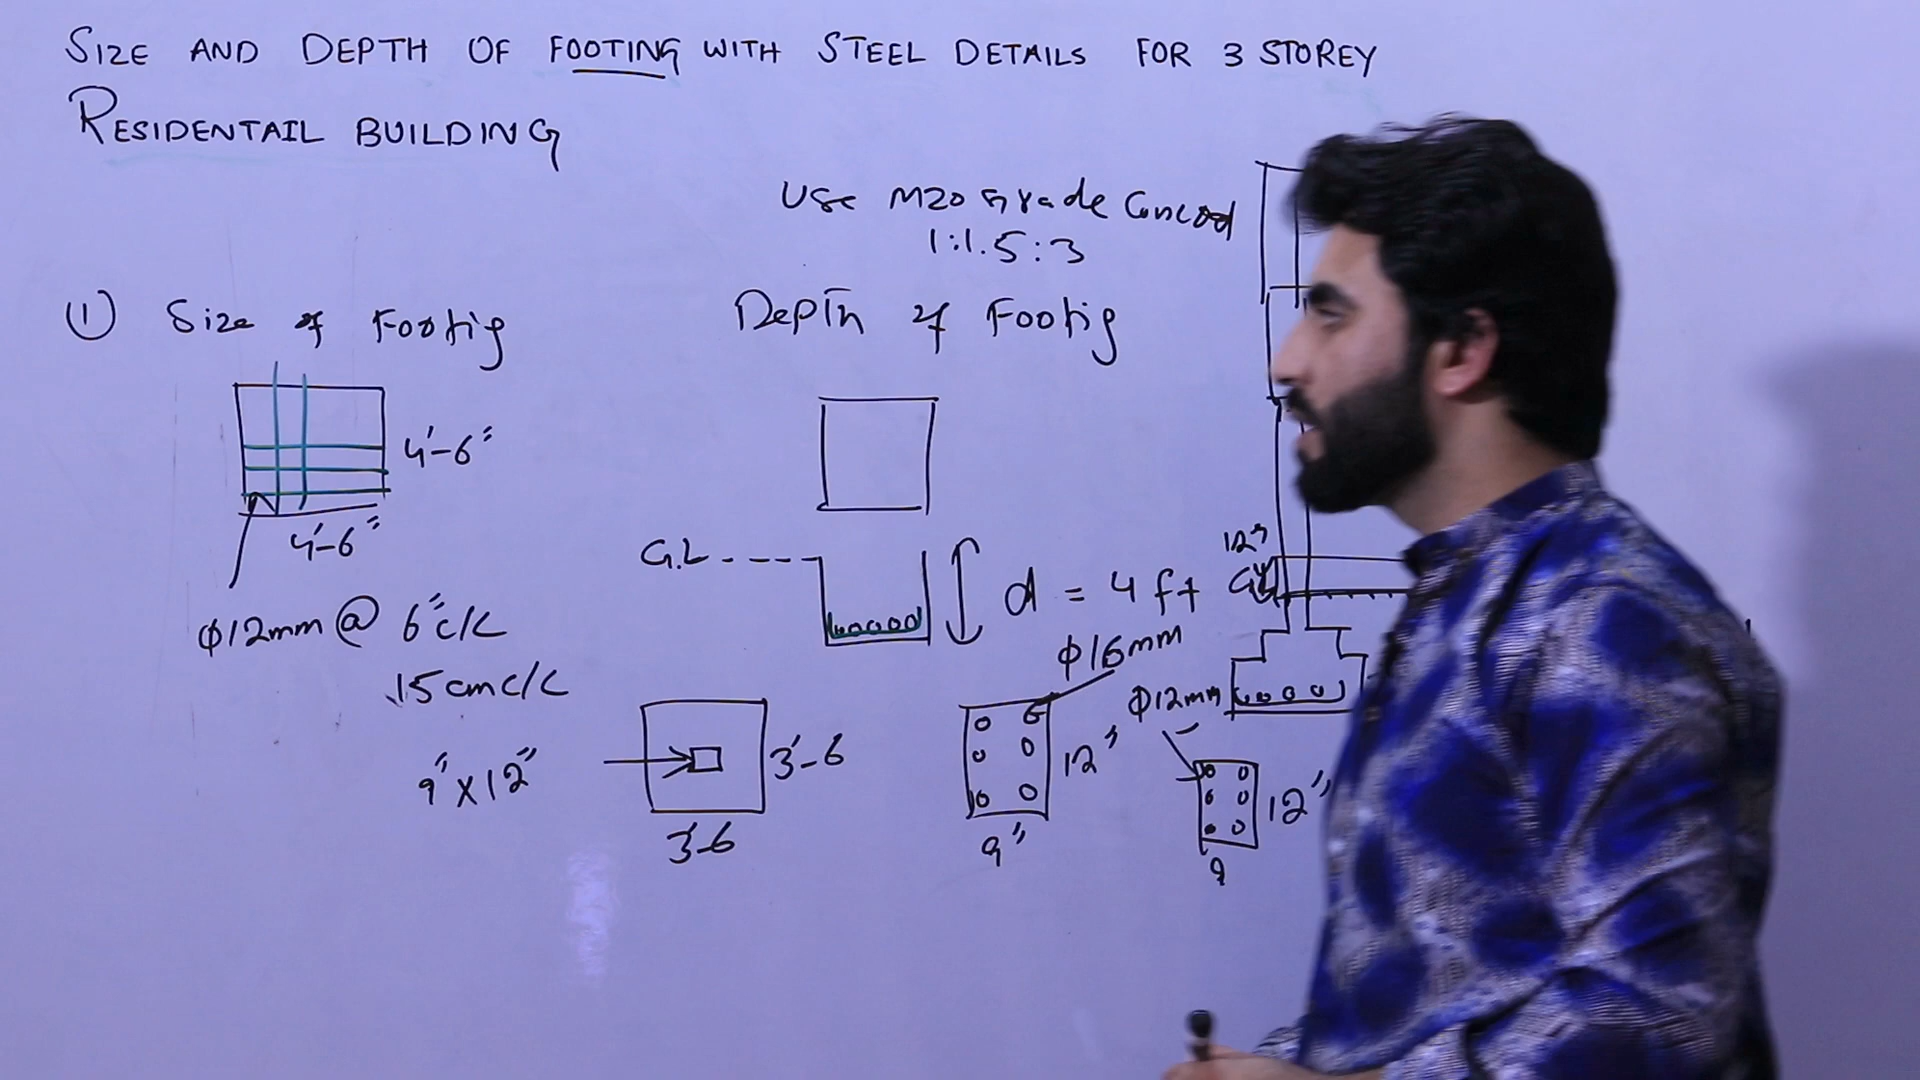 SIZE AND DEPTH OF FOOTING WITH STEEL DETAILS FOR 3 STOREY
RESIDENTAIL BUILDING
Use M20 Grade
1:1.5:3
① Size of Footig
Depth of Footig
4'-6"
4'-6"
φ12mm @ 6" c/c
15 cm c/c
G.L
d = 4 ft
12"
φ16mm
φ12mm
9" x 12"
3'-6
3'-6
12"
9"
12"
9